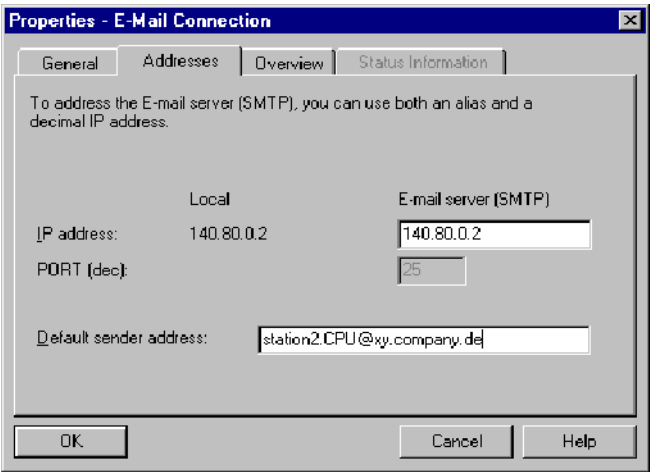 Properties - E-Mail Connection
General Addresses Overview Status Information
To address the E-mail server (SMTP), you can use both an alias and a
decimal IP address.
Local E-mail server (SMTP)
IP address: 140.80.0.2 140.80.0.2
PORT (dec): 25
Default sender address: station2.CPU@xy.company.de
OK Cancel Help